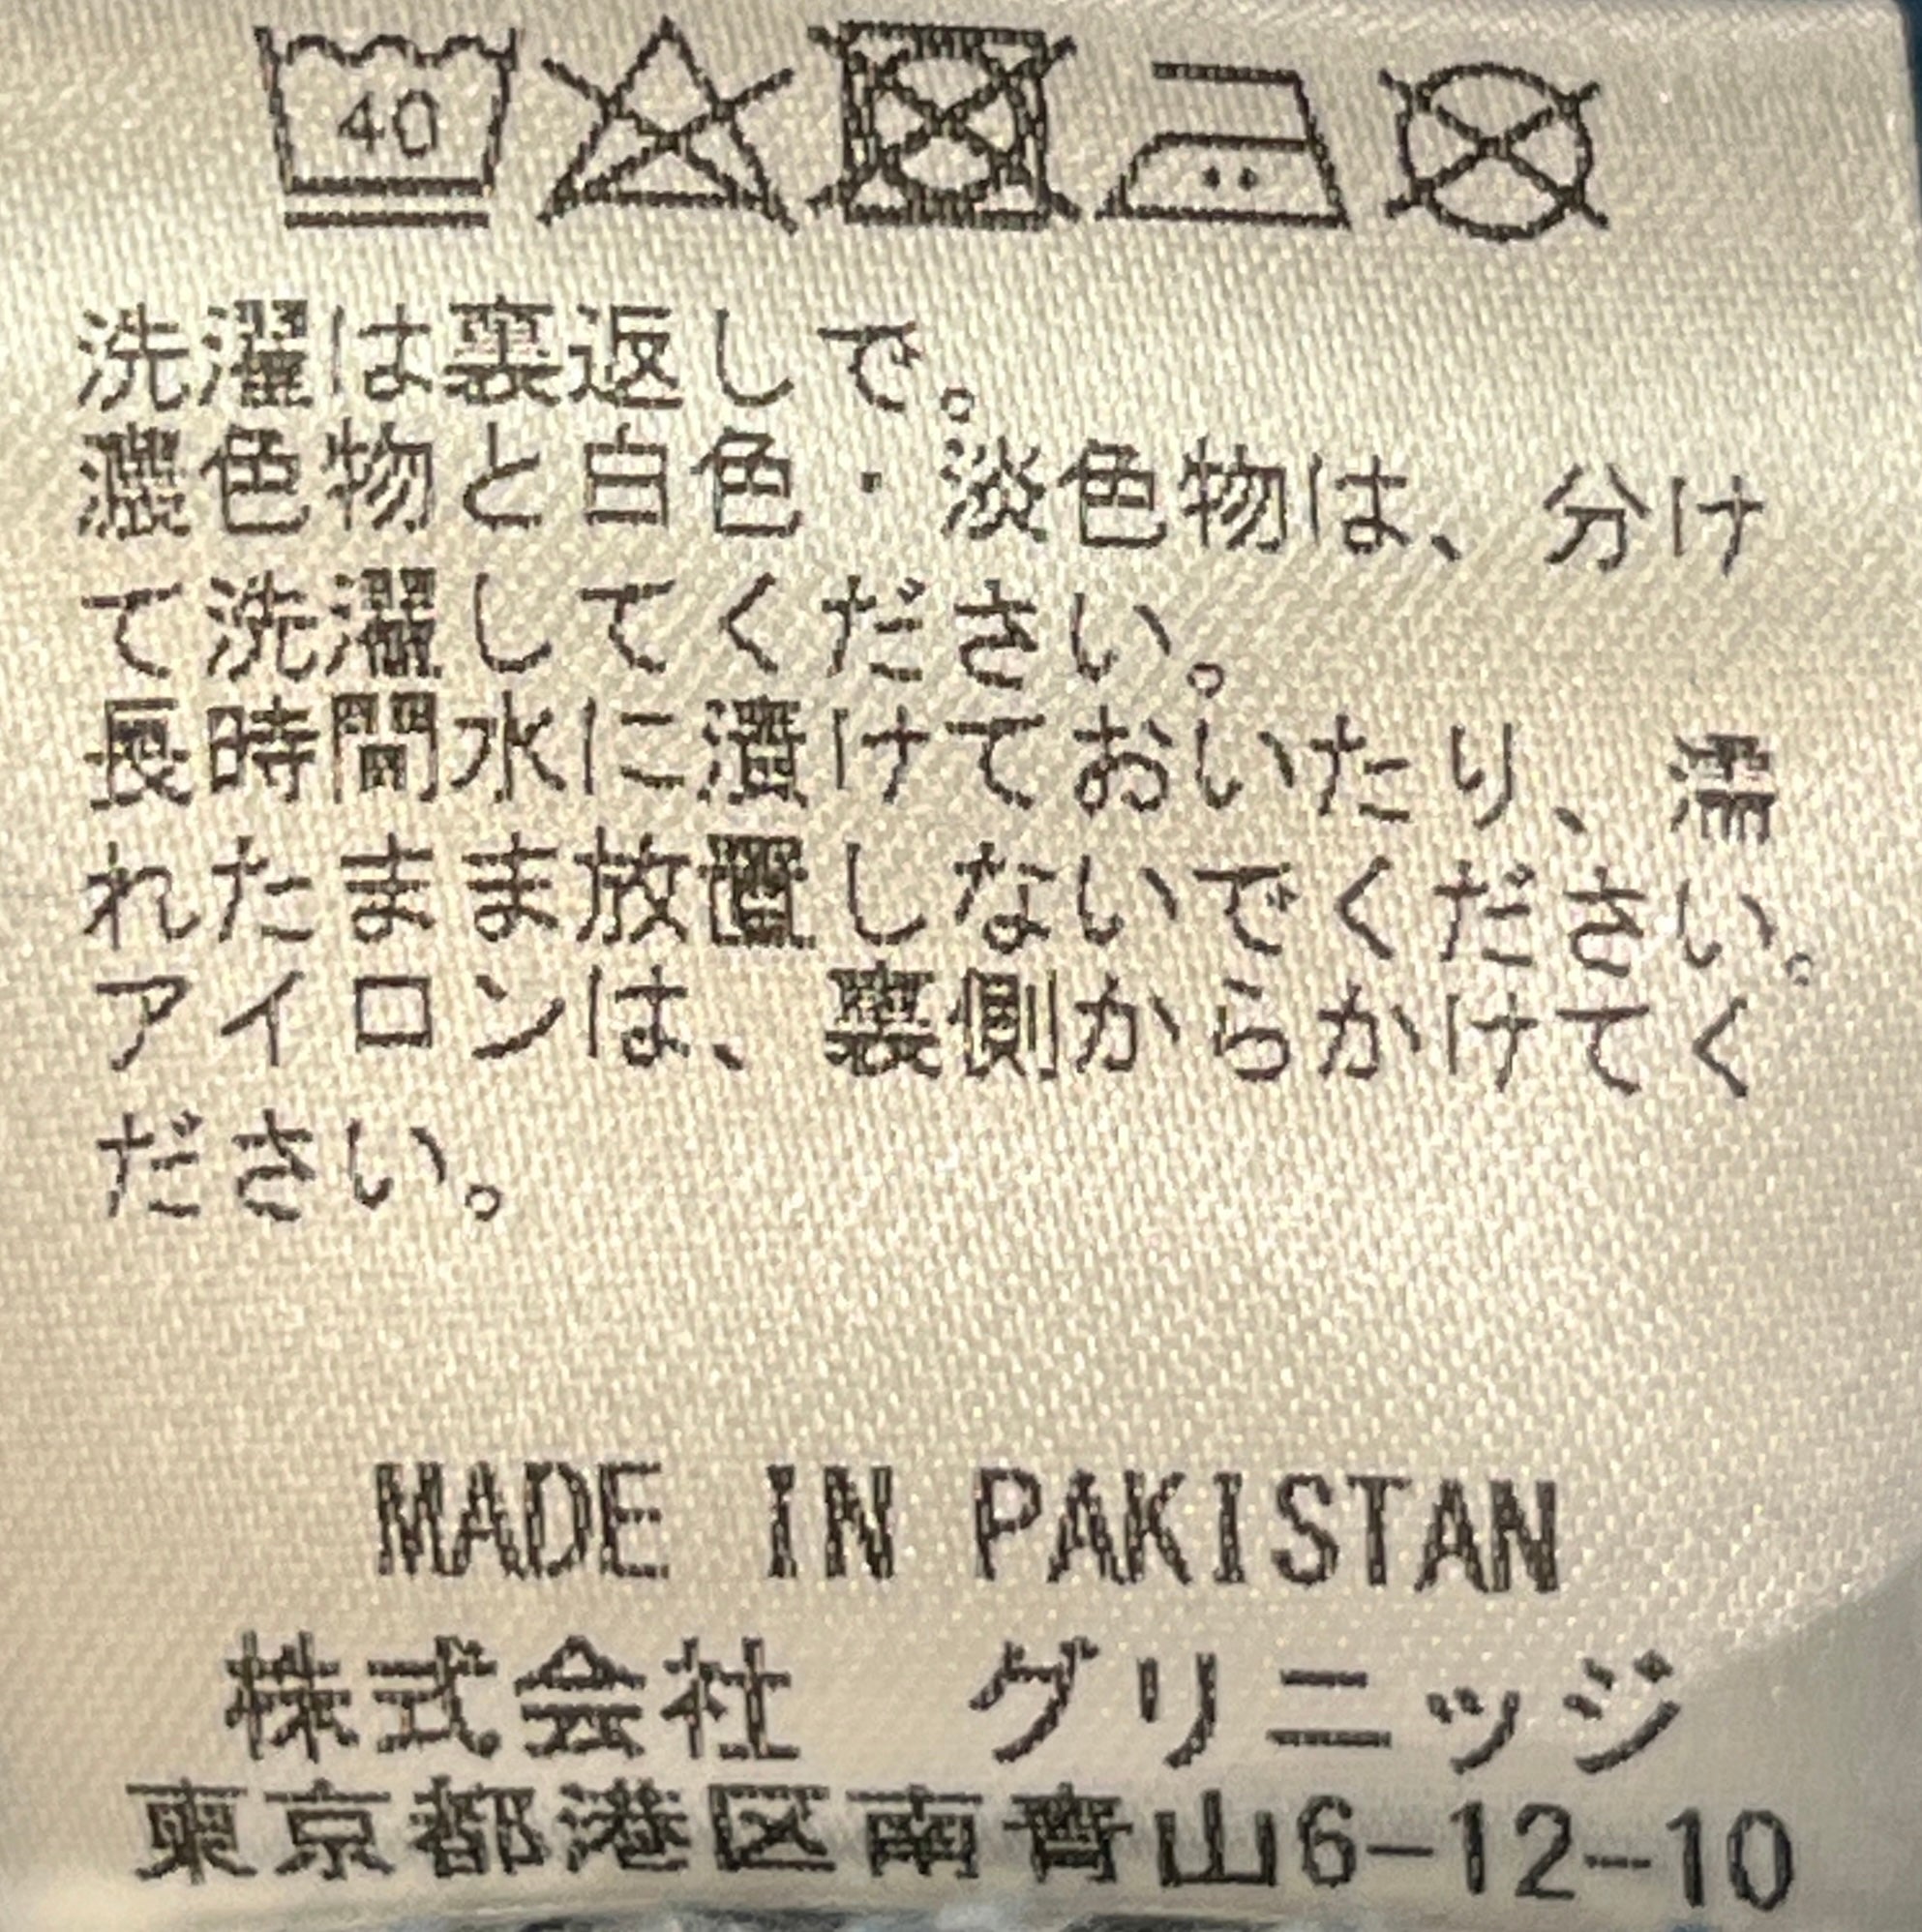 40
洗濯は裏返しで。
濃色物と白色・淡色物は、分け
て洗濯してください。
長時間水に漬けておいたり、濡
れたまま放置しないでください。
アイロンは、裏側からかけてく
ださい。
MADE IN PAKISTAN
株式会社　グリニッジ
東京都港区南青山6-12-10